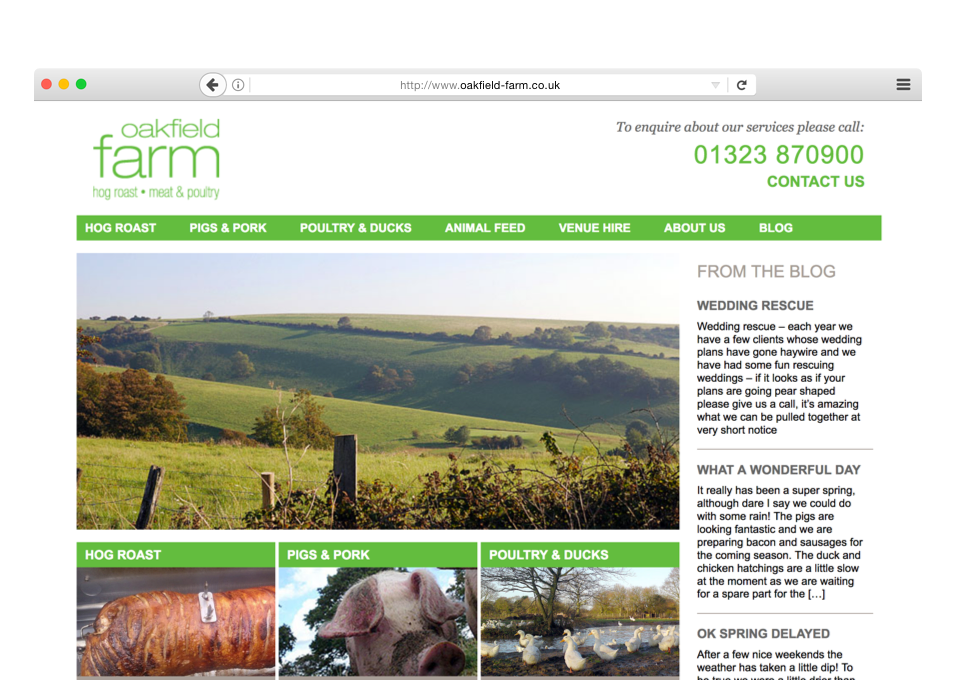 http://www.oakfield-farm.co.uk
oakfield
farm
hog roast • meat & poultry
To enquire about our services please call:
01323 870900
CONTACT US
HOG ROAST PIGS & PORK POULTRY & DUCKS ANIMAL FEED VENUE HIRE ABOUT US BLOG
FROM THE BLOG
WEDDING RESCUE
Wedding rescue – each year we
have a few clients whose wedding
plans have gone haywire and we
have had some fun rescuing
weddings – if it looks as if your
plans are going pear shaped
please give us a call, it's amazing
what we can be pulled together at
very short notice
WHAT A WONDERFUL DAY
It really has been a super spring,
although dare I say we could do
with some rain! The pigs are
looking fantastic and we are
preparing bacon and sausages for
the coming season. The duck and
chicken hatchings are a little slow
at the moment as we are waiting
for a spare part for the […]
OK SPRING DELAYED
After a few nice weekends the
weather has taken a little dip! To
be true we were a little drier than
HOG ROAST PIGS & PORK POULTRY & DUCKS